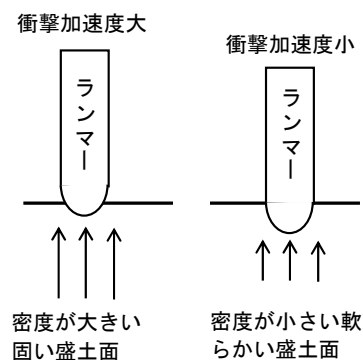 衝撃加速度大
衝撃加速度小
ランマー
ランマー
密度が大きい
固い盛土面
密度が小さい軟
らかい盛土面